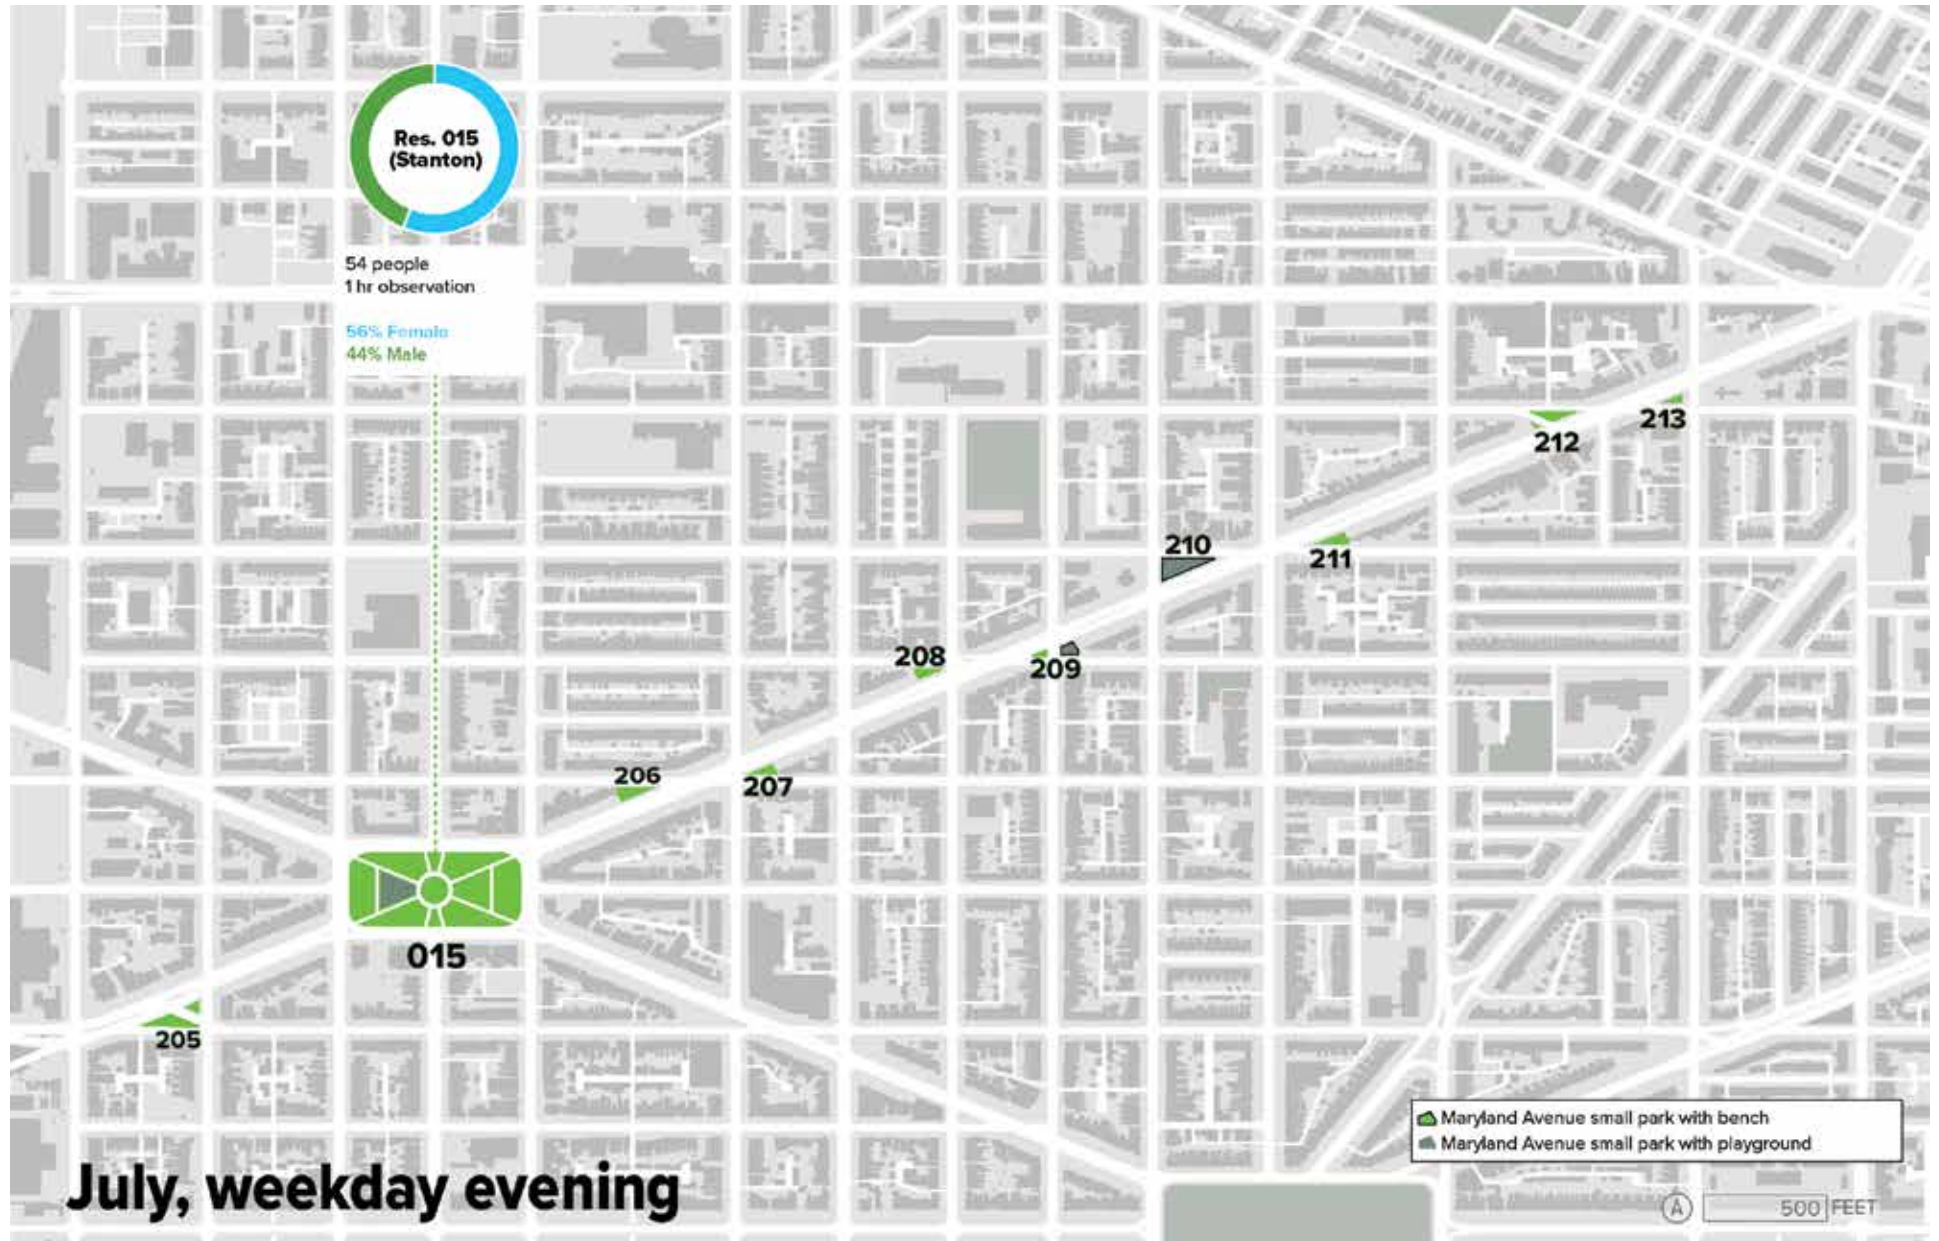 Res. 015
(Stanton)
54 people
1 hr observation
56% Female
44% Male
213
212
210
211
208
209
206
207
015
205
Maryland Avenue small park with bench
Maryland Avenue small park with playground
July, weekday evening
A
500 FEET